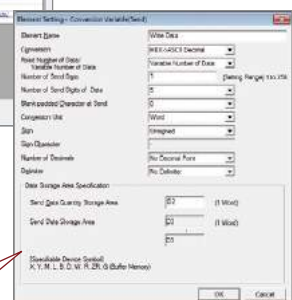 Element Setting - Conversion Variable(Send)
Element Name Write Data
Conversion HEX->ASCII Decimal
Fixed Number of Data/
Variable Number of Data Variable Number of Data
Number of Send Data 1 (Setting Range) 1 to 256
Number of Send Digits of Data 5
Blank-padded Character at Send 0
Conversion Unit Word
Sign Unsigned
Sign Character -
Number of Decimals No Decimal Point
Delimiter No Delimiter
Data Storage Area Specification
Send Data Quantity Storage Area D2 (1 Word)
Send Data Storage Area D3 (1 Word)
[Specifiable Device Symbol]
X, Y, M, L, B, D, W, R, ZR, G (Buffer Memory)
OK Cancel